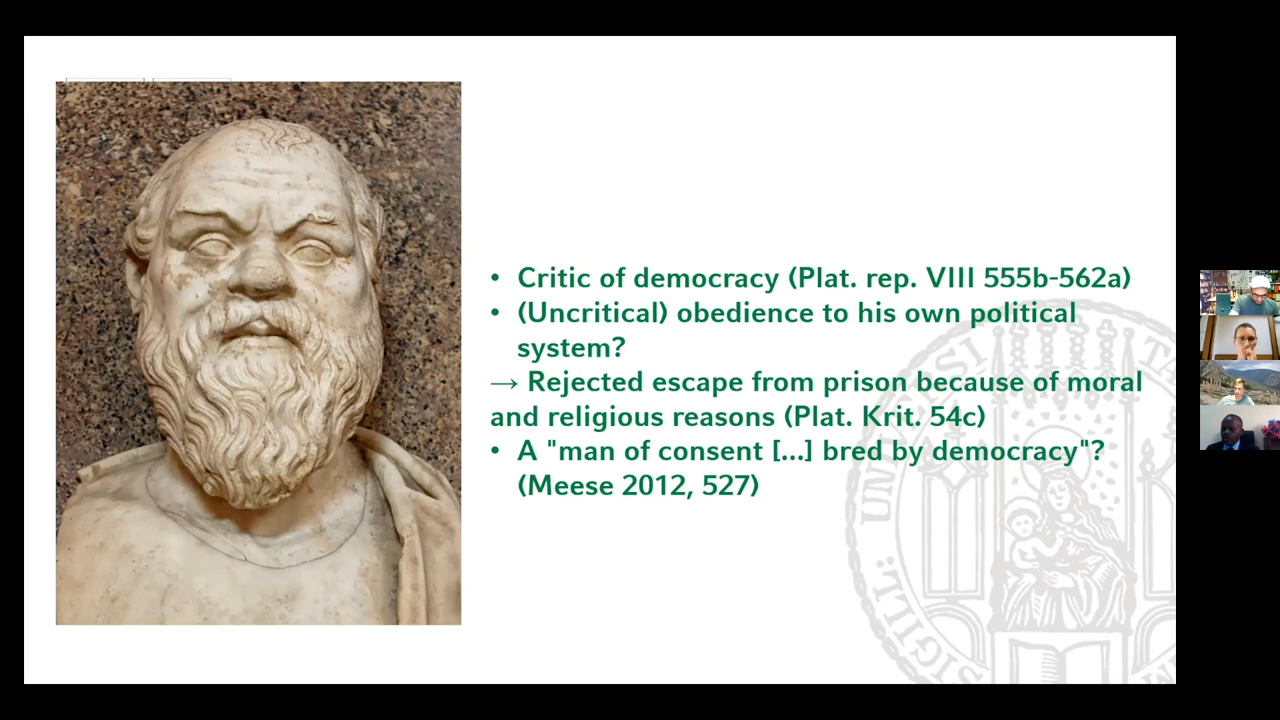 • Critic of democracy (Plat. rep. VIII 555b-562a)
• (Uncritical) obedience to his own political
system?
→ Rejected escape from prison because of moral
and religious reasons (Plat. Krit. 54c)
• A "man of consent [...] bred by democracy"?
(Meese 2012, 527)
SIGILL: